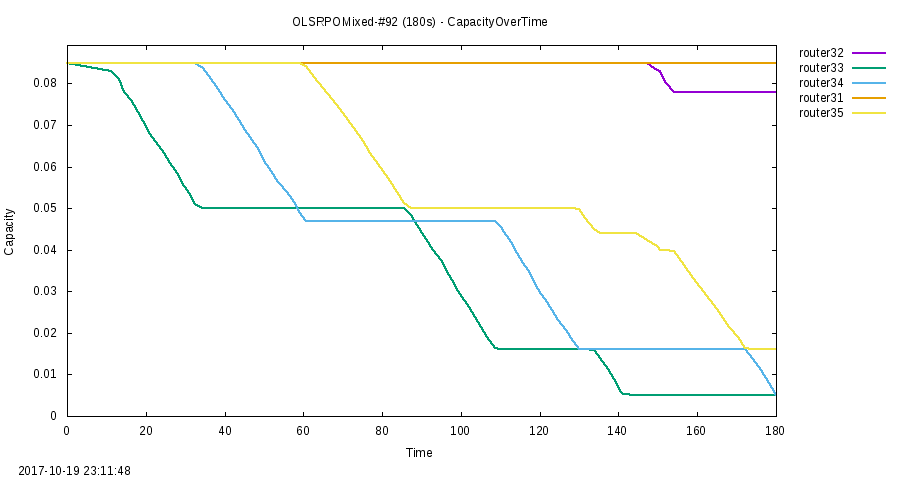 OLSRPOMixed-#92 (180s) - CapacityOverTime
router32
router33
router34
router31
router35
0.08
0.07
0.06
0.05
0.04
0.03
0.02
0.01
0
Capacity
0 20 40 60 80 100 120 140 160 180
Time
2017-10-19 23:11:48